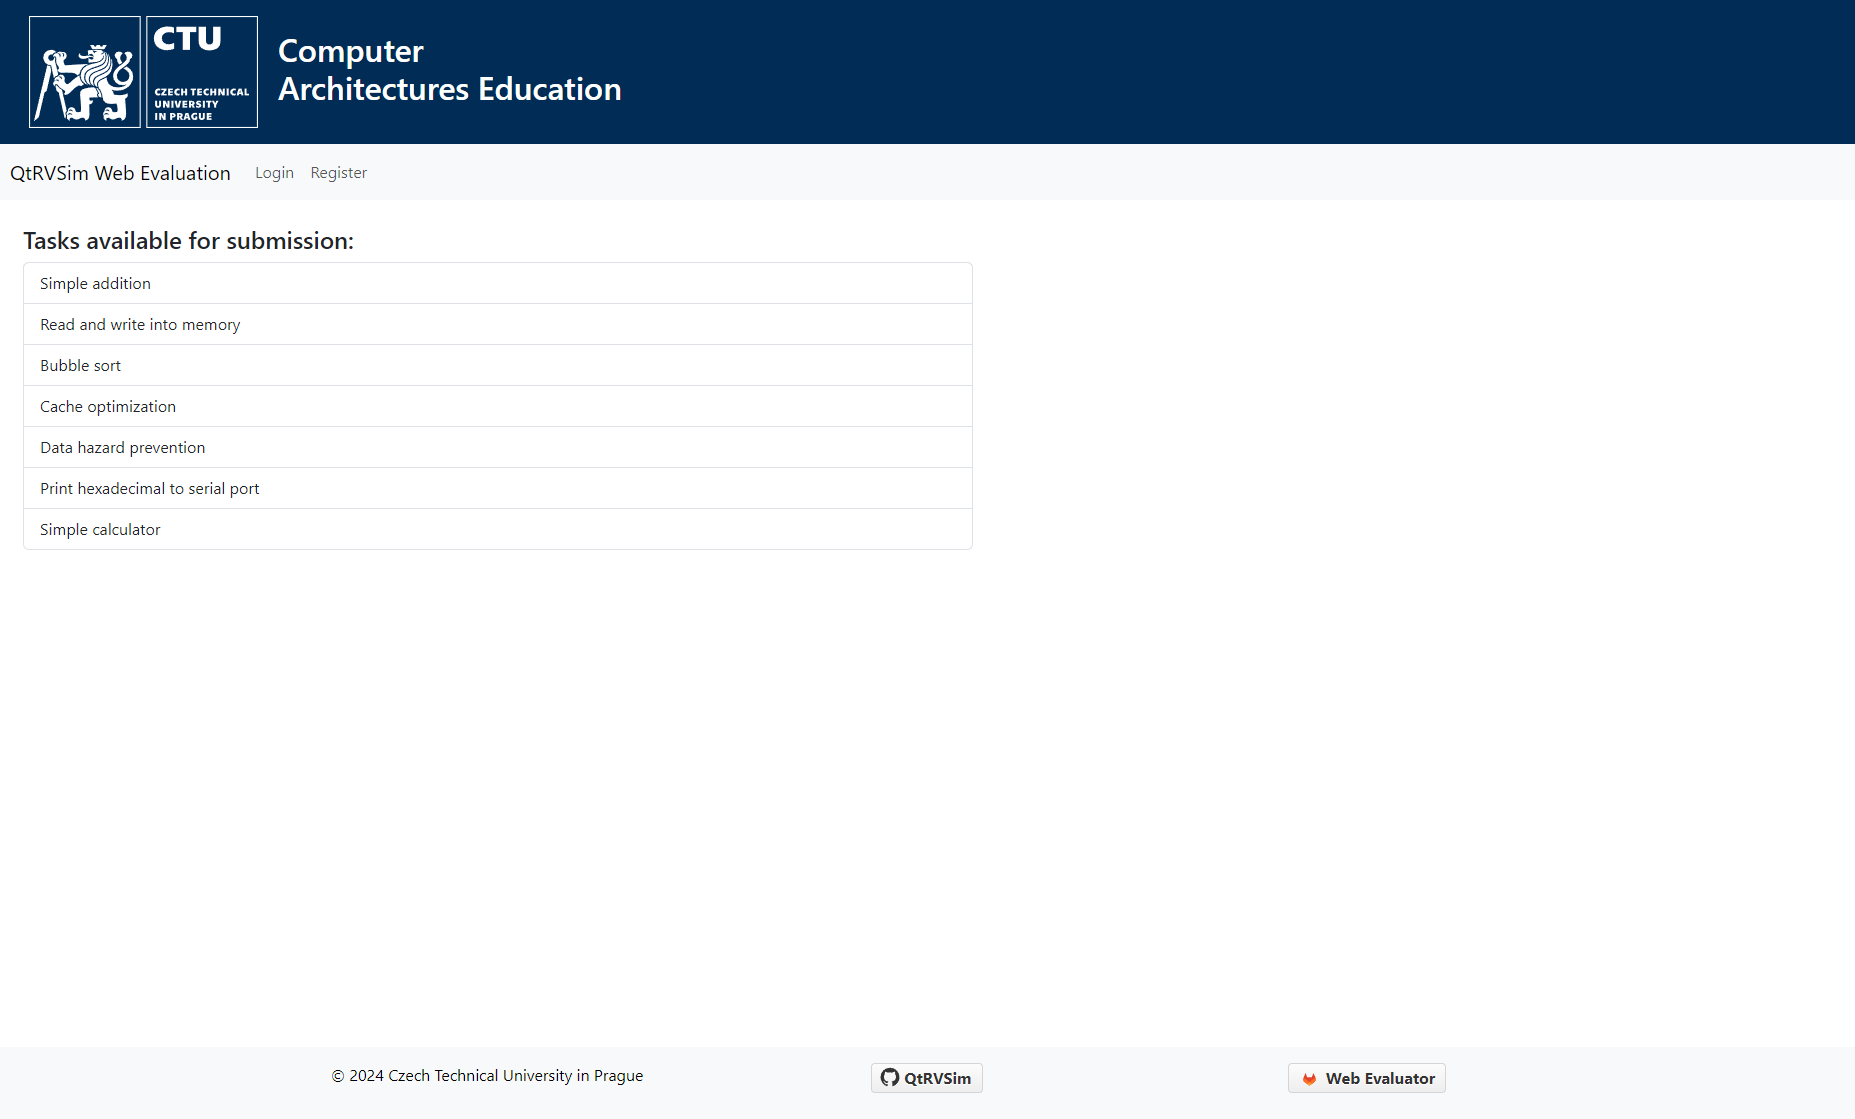 CTU
CZECH TECHNICAL
UNIVERSITY
IN PRAGUE
Computer
Architectures Education
QtRVSim Web Evaluation Login Register
Tasks available for submission:
Simple addition
Read and write into memory
Bubble sort
Cache optimization
Data hazard prevention
Print hexadecimal to serial port
Simple calculator
© 2024 Czech Technical University in Prague QtRVSim Web Evaluator